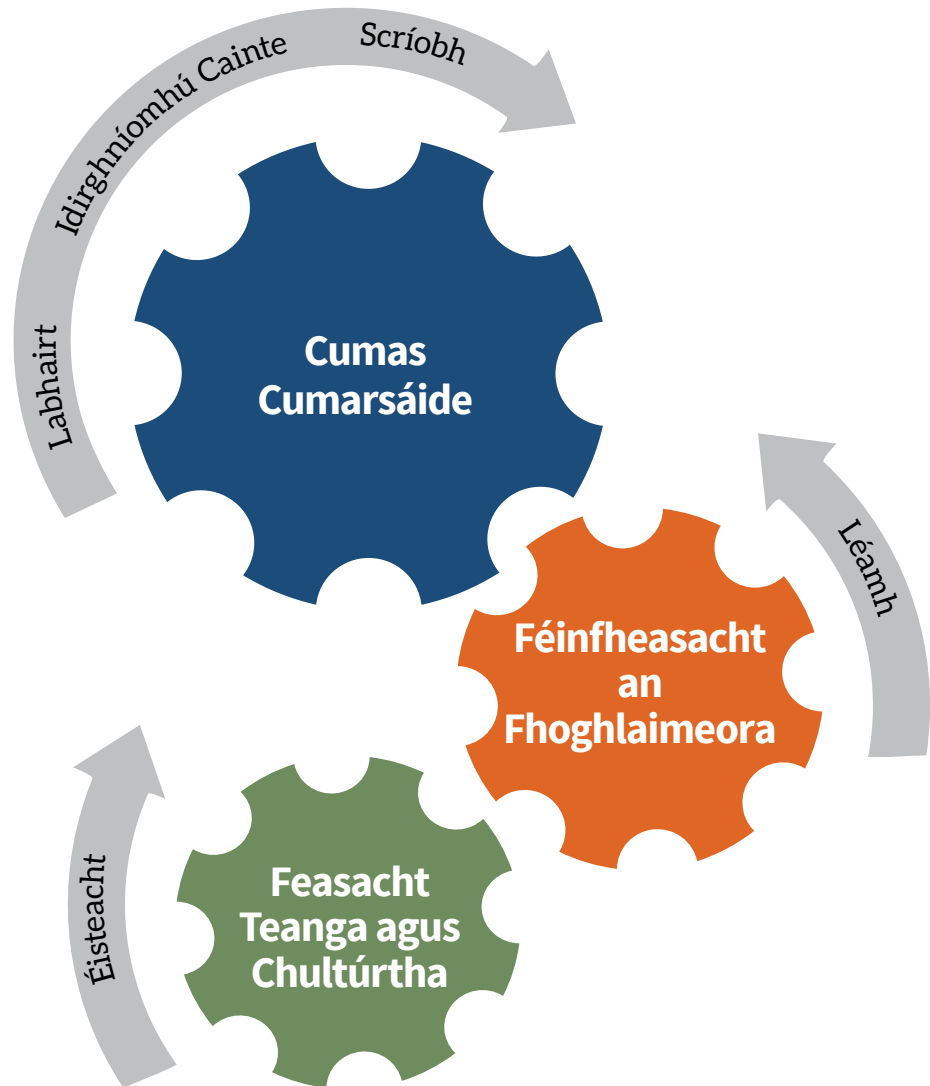 Labhairt
Idirghníomhú Cainte
Scríobh
Cumas
Cumarsáide
Léamh
Féinfheasacht
an
Fhoghlaimeora
Éisteacht
Feasacht
Teanga agus
Chultúrtha